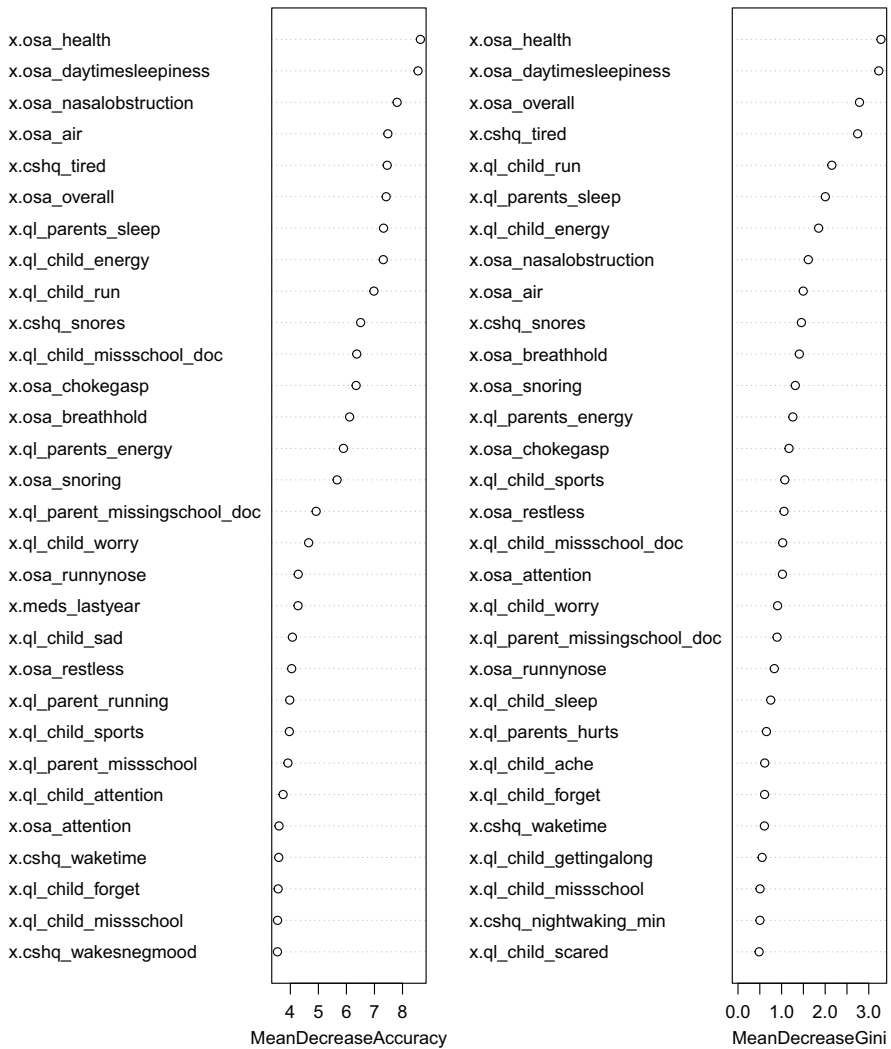 x.osa_health
x.osa_daytimesleepiness
x.osa_nasalobstruction
x.osa_air
x.cshq_tired
x.osa_overall
x.ql_parents_sleep
x.ql_child_energy
x.ql_child_run
x.cshq_snores
x.ql_child_missschool_doc
x.osa_chokegasp
x.osa_breathhold
x.ql_parents_energy
x.osa_snoring
x.ql_parent_missingschool_doc
x.ql_child_worry
x.osa_runnynose
x.meds_lastyear
x.ql_child_sad
x.osa_restless
x.ql_parent_running
x.ql_child_sports
x.ql_parent_missschool
x.ql_child_attention
x.osa_attention
x.cshq_waketime
x.ql_child_forget
x.ql_child_missschool
x.cshq_wakesnegmood
4 5 6 7 8
MeanDecreaseAccuracy
x.osa_health
x.osa_daytimesleepiness
x.osa_overall
x.cshq_tired
x.ql_child_run
x.ql_parents_sleep
x.ql_child_energy
x.osa_nasalobstruction
x.osa_air
x.cshq_snores
x.osa_breathhold
x.osa_snoring
x.ql_parents_energy
x.osa_chokegasp
x.ql_child_sports
x.osa_restless
x.ql_child_missschool_doc
x.osa_attention
x.ql_child_worry
x.ql_parent_missingschool_doc
x.osa_runnynose
x.ql_child_sleep
x.ql_parents_hurts
x.ql_child_ache
x.ql_child_forget
x.cshq_waketime
x.ql_child_gettingalong
x.ql_child_missschool
x.cshq_nightwaking_min
x.ql_child_scared
0.0 1.0 2.0 3.0
MeanDecreaseGini